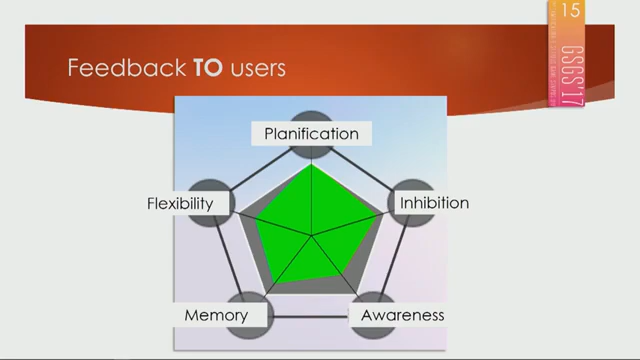 15
GSGS'17
Feedback TO users
Planification
Flexibility
Inhibition
Memory
Awareness